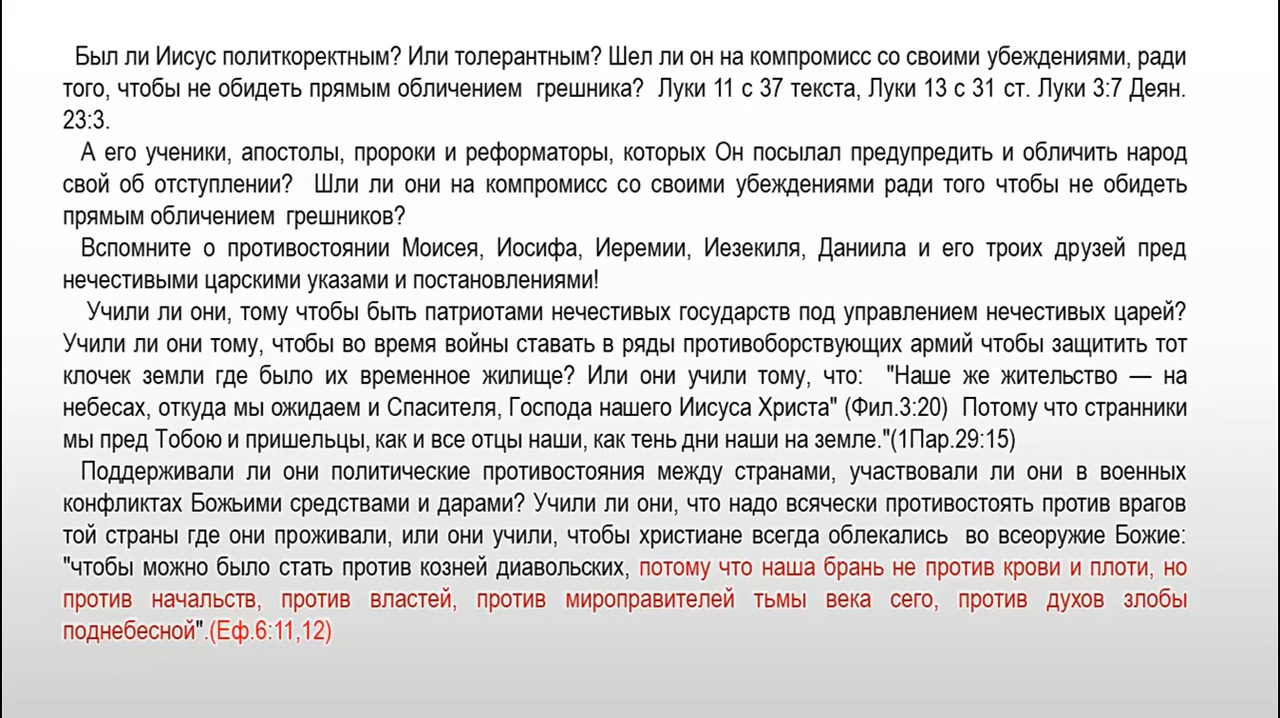 Был ли Иисус политкоректным? Или толерантным? Шел ли он на компромисс со своими убеждениями, ради
того, чтобы не обидеть прямым обличением грешника? Луки 11 с 37 текста, Луки 13 с 31 ст. Луки 3:7 Деян.
23:3.
А его ученики, апостолы, пророки и реформаторы, которых Он посылал предупредить и обличить народ
свой об отступлении? Шли ли они на компромисс со своими убеждениями ради того чтобы не обидеть
прямым обличением грешников?
Вспомните о противостоянии Моисея, Иосифа, Иеремии, Иезекиля, Даниила и его троих друзей пред
нечестивыми царскими указами и постановлениями!
Учили ли они, тому чтобы быть патриотами нечестивых государств под управлением нечестивых царей?
Учили ли они тому, чтобы во время войны ставать в ряды противоборствующих армий чтобы защитить тот
клочек земли где было их временное жилище? Или они учили тому, что: "Наше же жительство — на
небесах, откуда мы ожидаем и Спасителя, Господа нашего Иисуса Христа" (Фил.3:20) Потому что странники
мы пред Тобою и пришельцы, как и все отцы наши, как тень дни наши на земле."(1Пар.29:15)
Поддерживали ли они политические противостояния между странами, участвовали ли они в военных
конфликтах Божьими средствами и дарами? Учили ли они, что надо всячески противостоять против врагов
той страны где они проживали, или они учили, чтобы христиане всегда облекались во всеоружие Божие:
"чтобы можно было стать против козней диавольских, потому что наша брань не против крови и плоти, но
против начальств, против властей, против мироправителей тьмы века сего, против духов злобы
поднебесной".(Еф.6:11,12)